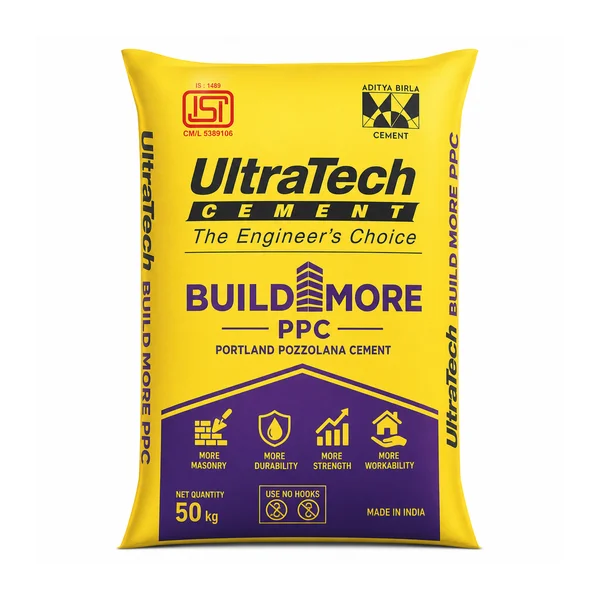 IS : 1489
ISI
CM/L 5389106
ADITYA BIRLA
CEMENT
UltraTech
CEMENT
The Engineer's Choice
BUILD MORE
PPC
PORTLAND POZZOLANA CEMENT
MORE
MASONRY
MORE
DURABILITY
MORE
STRENGTH
MORE
WORKABILITY
NET QUANTITY
50 kg
USE NO HOOKS
MADE IN INDIA
UltraTech BUILD MORE PPC
UltraTech BUILD MORE PPC